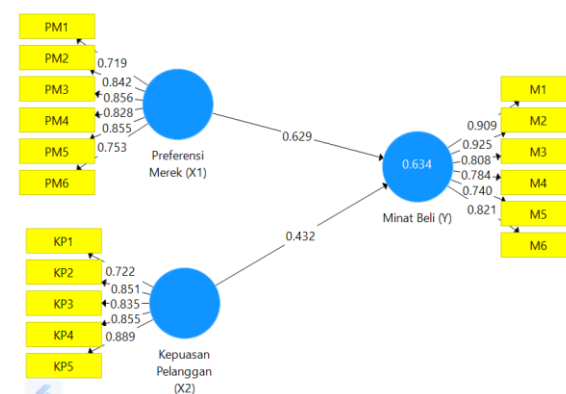 PM1
PM2
PM3
PM4
PM5
PM6
0.719
0.842
0.856
0.828
0.855
0.753
Preferensi
Merek (X1)
0.629
0.634
Minat Beli (Y)
0.909
0.925
0.808
0.784
0.740
0.821
M1
M2
M3
M4
M5
M6
0.432
KP1
KP2
KP3
KP4
KP5
0.722
0.851
0.835
0.855
0.889
Kepuasan
Pelanggan
(X2)